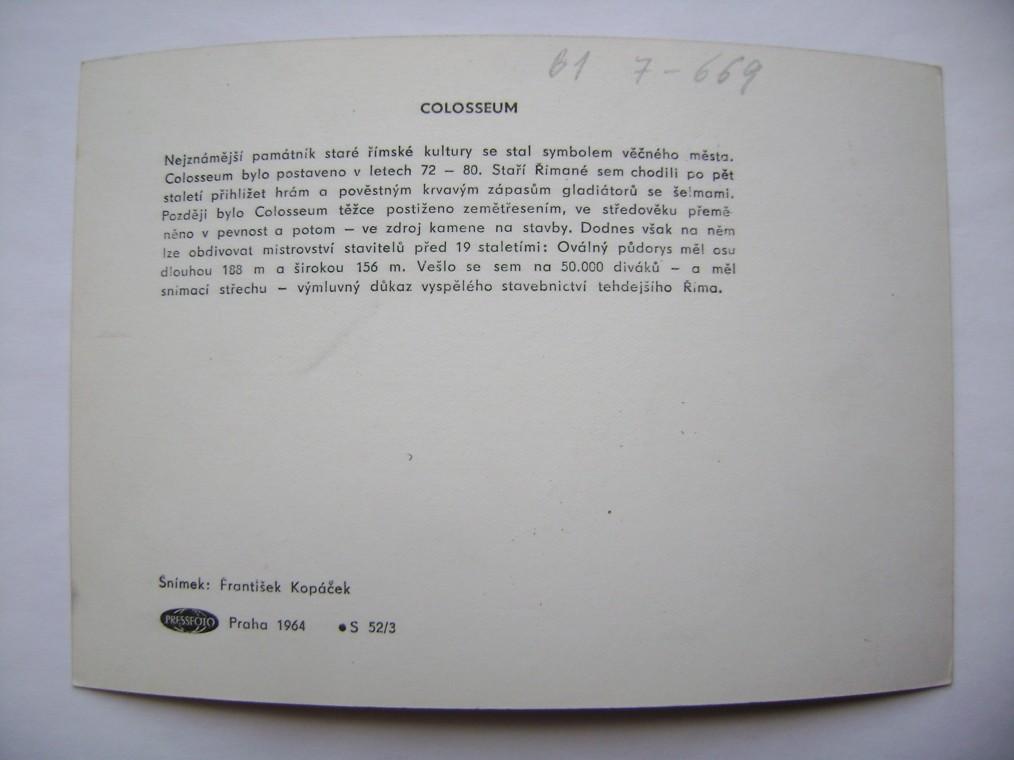 61 7-669
COLOSSEUM
Nejznámější památník staré římské kultury se stal symbolem věčného města.
Colosseum bylo postaveno v letech 72 – 80. Staří Římané sem chodili po pět
staletí přihlížet hrám a pověstným krvavým zápasům gladiátorů se šelmami.
Později bylo Colosseum těžce postiženo zemětřesením, ve středověku přemě-
něno v pevnost a potom – ve zdroj kamene na stavby. Dodnes však na něm
lze obdivovat mistrovství stavitelů před 19 staletími: Oválný půdorys měl osu
dlouhou 188 m a širokou 156 m. Vešlo se sem na 50.000 diváků – a měl
snímací střechu – výmluvný důkaz vyspělého stavebnictví tehdejšího Říma.
Snímek: František Kopáček
PRESSFOTO Praha 1964 ● S 52/3